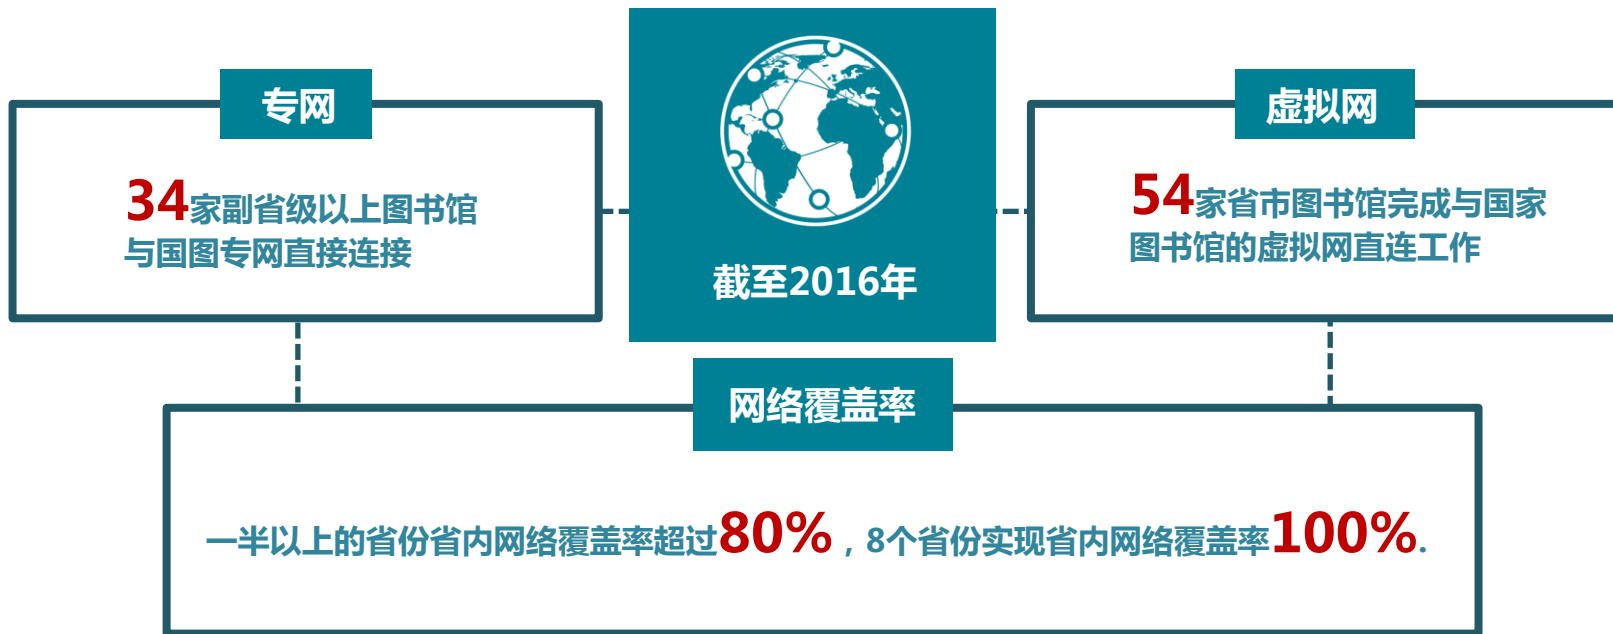 专网
34家副省级以上图书馆
与国图专网直接连接
截至2016年
虚拟网
54家省市图书馆完成与国家
图书馆的虚拟网直连工作
网络覆盖率
一半以上的省份省内网络覆盖率超过80%，8个省份实现省内网络覆盖率100%.